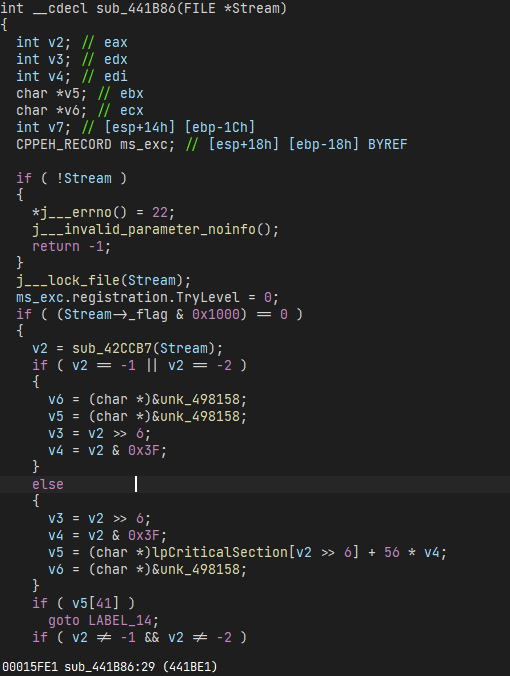 int __cdecl sub_441B86(FILE *Stream)
{
  int v2; // eax
  int v3; // edx
  int v4; // edi
  char *v5; // ebx
  char *v6; // ecx
  int v7; // [esp+14h] [ebp-1Ch]
  CPPEH_RECORD ms_exc; // [esp+18h] [ebp-18h] BYREF

  if ( !Stream )
  {
    *j___errno() = 22;
    j___invalid_parameter_noinfo();
    return -1;
  }
  j___lock_file(Stream);
  ms_exc.registration.TryLevel = 0;
  if ( (Stream->_flag & 0x1000) == 0 )
  {
    v2 = sub_42CCB7(Stream);
    if ( v2 == -1 || v2 == -2 )
    {
      v6 = (char *)&unk_498158;
      v5 = (char *)&unk_498158;
      v3 = v2 >> 6;
      v4 = v2 & 0x3F;
    }
    else
    {
      v3 = v2 >> 6;
      v4 = v2 & 0x3F;
      v5 = (char *)lpCriticalSection[v2 >> 6] + 56 * v4;
      v6 = (char *)&unk_498158;
    }
    if ( v5[41] )
      goto LABEL_14;
    if ( v2 != -1 && v2 != -2 )
00015FE1 sub_441B86:29 (441BE1)